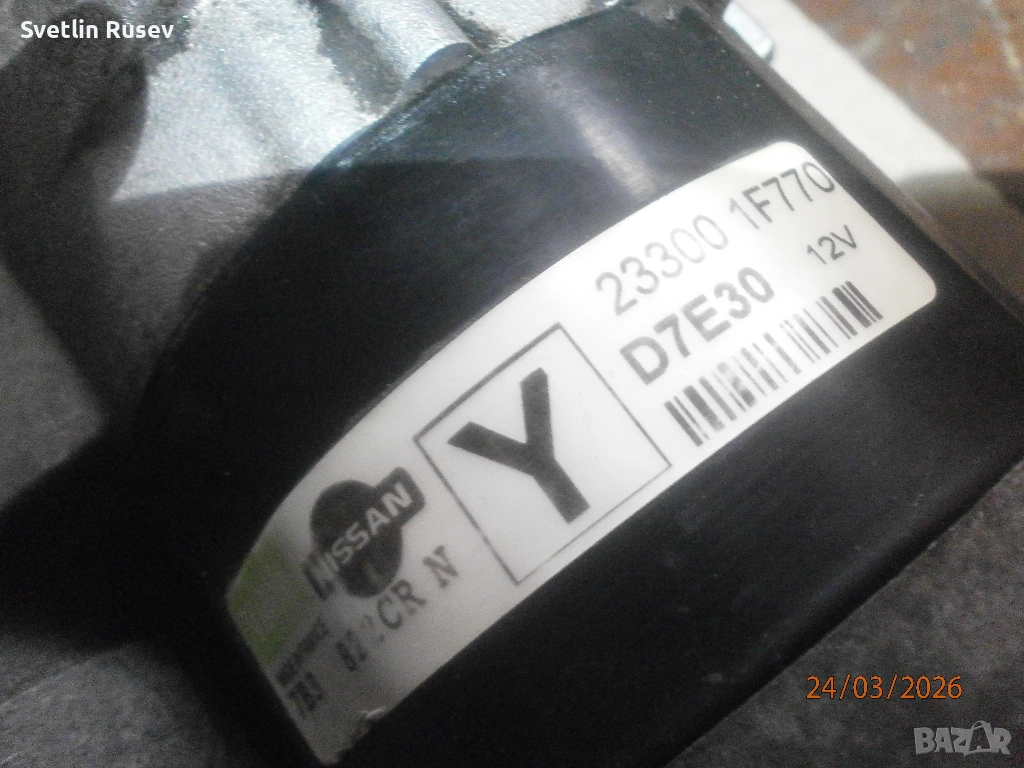 Svetlin Rusev
23300 1F770
D7E30 12V
Y
NISSAN
CR N
24/03/2026
BAZAR